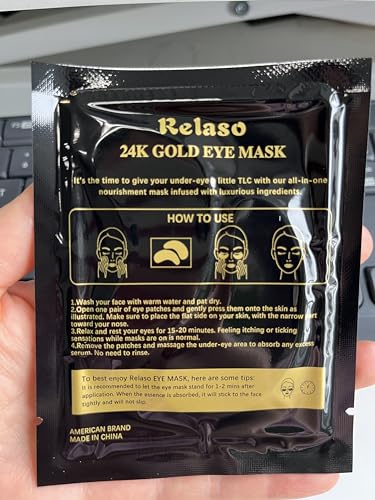 Relaso
24K GOLD EYE MASK
It's the time to give your under-eye a little TLC with our all-in-one
nourishment mask infused with luxurious ingredients.
HOW TO USE
1.Wash your face with warm water and pat dry.
2.Open one pair of eye patches and gently press them onto the skin as
illustrated. Make sure to place the flat side on your skin, with the narrow part
toward your nose.
3.Relax and rest your eyes for 15-20 minutes. Feeling itching or ticking
sensations while masks are on is normal.
4.Remove the patches and massage the under-eye area to absorb any excess
serum. No need to rinse.
To best enjoy Relaso EYE MASK, here are some tips:
It is recommended to let the eye mask stand for 1-2 mins after
application. When the essence is absorbed, it will stick to the face
tightly and will not slip.
AMERICAN BRAND
MADE IN CHINA